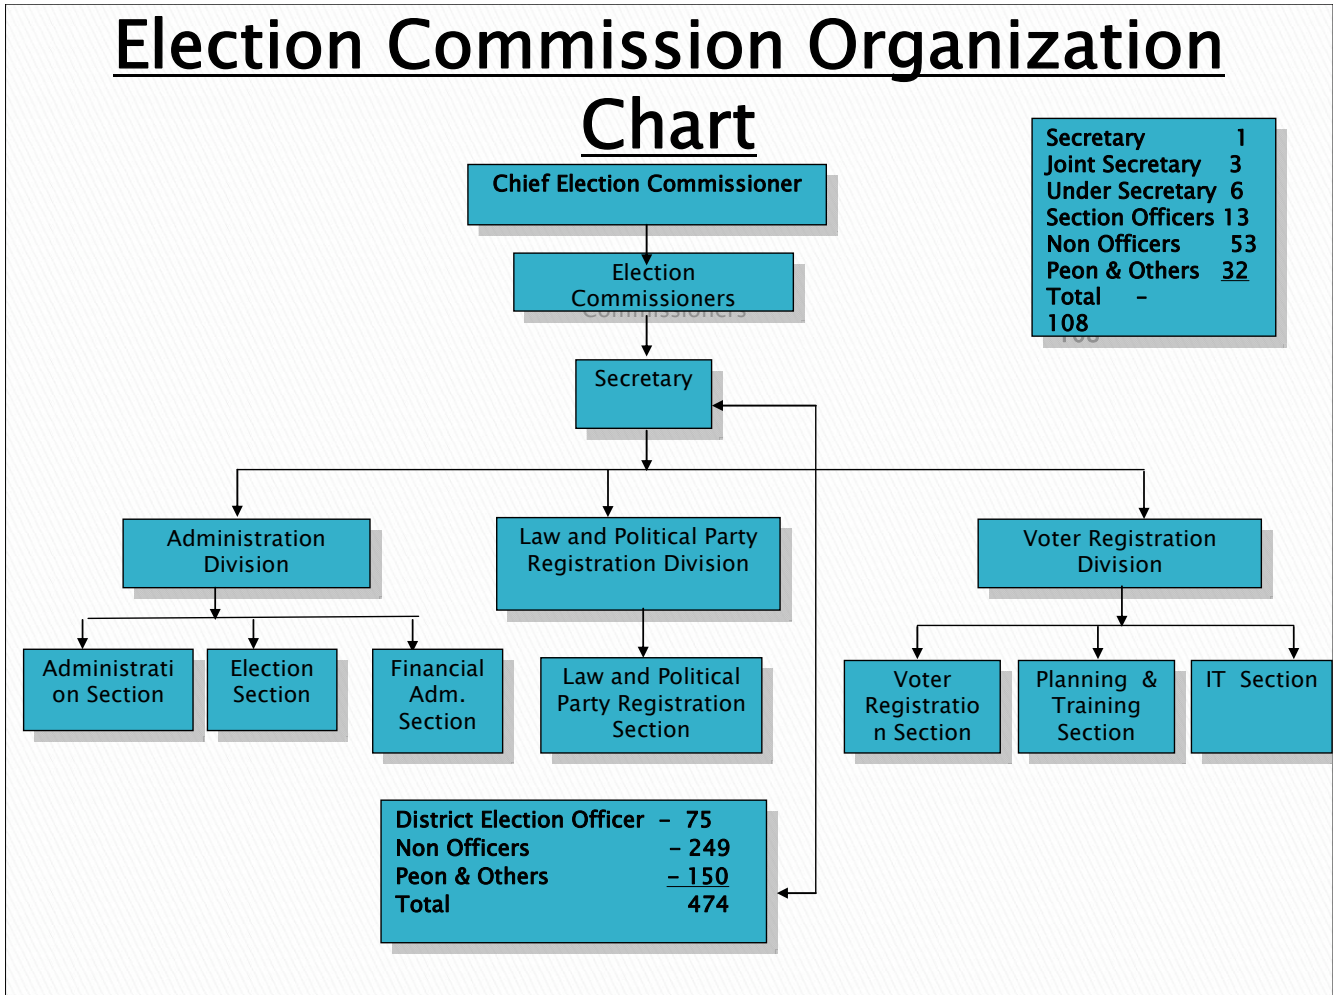 Election Commission Organization
Chart
Secretary 1
Joint Secretary 3
Under Secretary 6
Section Officers 13
Non Officers 53
Peon & Others 32
Total –
108
Chief Election Commissioner
Election
Commissioners
Secretary
Administration
Division
Law and Political Party
Registration Division
Voter Registration
Division
Administrati
on Section
Election
Section
Financial
Adm.
Section
Law and Political
Party Registration
Section
Voter
Registratio
n Section
Planning &
Training
Section
IT Section
District Election Officer – 75
Non Officers – 249
Peon & Others – 150
Total 474